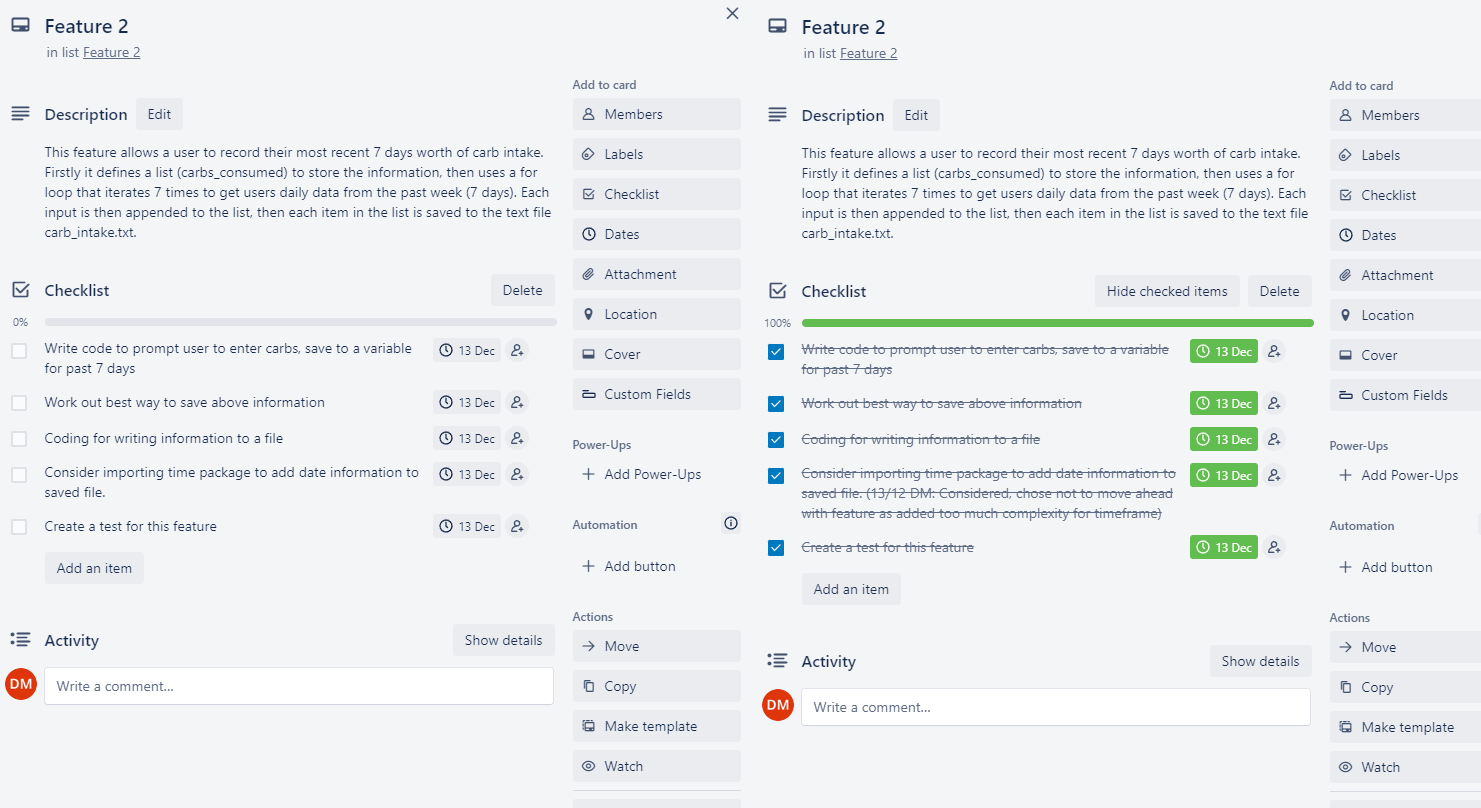 Feature 2
in list Feature 2
Description
Edit
This feature allows a user to record their most recent 7 days worth of carb intake.
Firstly it defines a list (carbs_consumed) to store the information, then uses a for
loop that iterates 7 times to get users daily data from the past week (7 days). Each
input is then appended to the list, then each item in the list is saved to the text file
carb_intake.txt.
Checklist
Delete
0%
Write code to prompt user to enter carbs, save to a variable
for past 7 days
13 Dec
Work out best way to save above information
13 Dec
Coding for writing information to a file
13 Dec
Consider importing time package to add date information to
saved file.
13 Dec
Create a test for this feature
13 Dec
Add an item
Activity
Show details
DM
Write a comment...
Add to card
Members
Labels
Checklist
Dates
Attachment
Location
Cover
Custom Fields
Power-Ups
Add Power-Ups
Automation
Add button
Actions
Move
Copy
Make template
Watch
Feature 2
in list Feature 2
Description
Edit
This feature allows a user to record their most recent 7 days worth of carb intake.
Firstly it defines a list (carbs_consumed) to store the information, then uses a for
loop that iterates 7 times to get users daily data from the past week (7 days). Each
input is then appended to the list, then each item in the list is saved to the text file
carb_intake.txt.
Checklist
Hide checked items
Delete
100%
Write code to prompt user to enter carbs, save to a variable
for past 7 days
13 Dec
Work out best way to save above information
13 Dec
Coding for writing information to a file
13 Dec
Consider importing time package to add date information to
saved file. (13/12 DM: Considered, chose not to move ahead
with feature as added too much complexity for timeframe)
13 Dec
Create a test for this feature
13 Dec
Add an item
Activity
Show details
DM
Write a comment...
Add to card
Members
Labels
Checklist
Dates
Attachment
Location
Cover
Custom Fields
Power-Ups
Add Power-Ups
Automation
Add button
Actions
Move
Copy
Make template
Watch